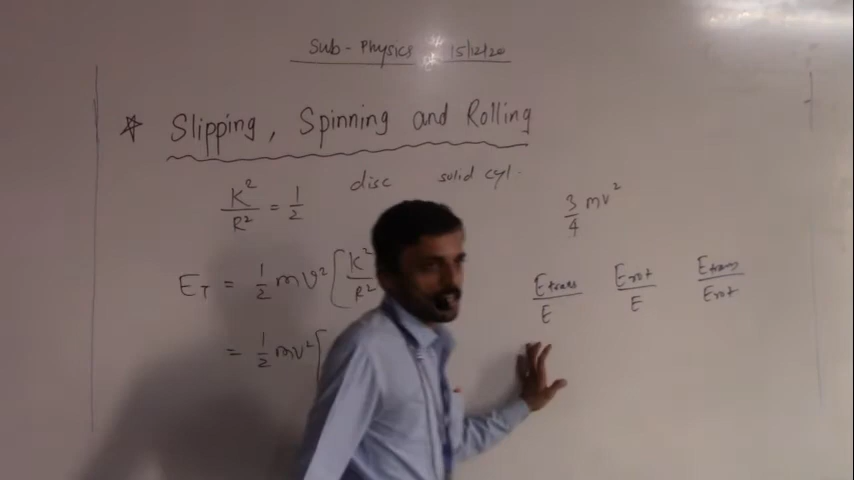 Sub - Physics 15/12/20
* Slipping, Spinning and Rolling
K²/R² = 1/2 disc solid cyl.
3/4 mv²
E_T = 1/2 mv² [K²/R²
E_trans/E E_rot/E E_trans/E_rot
= 1/2 mv² [